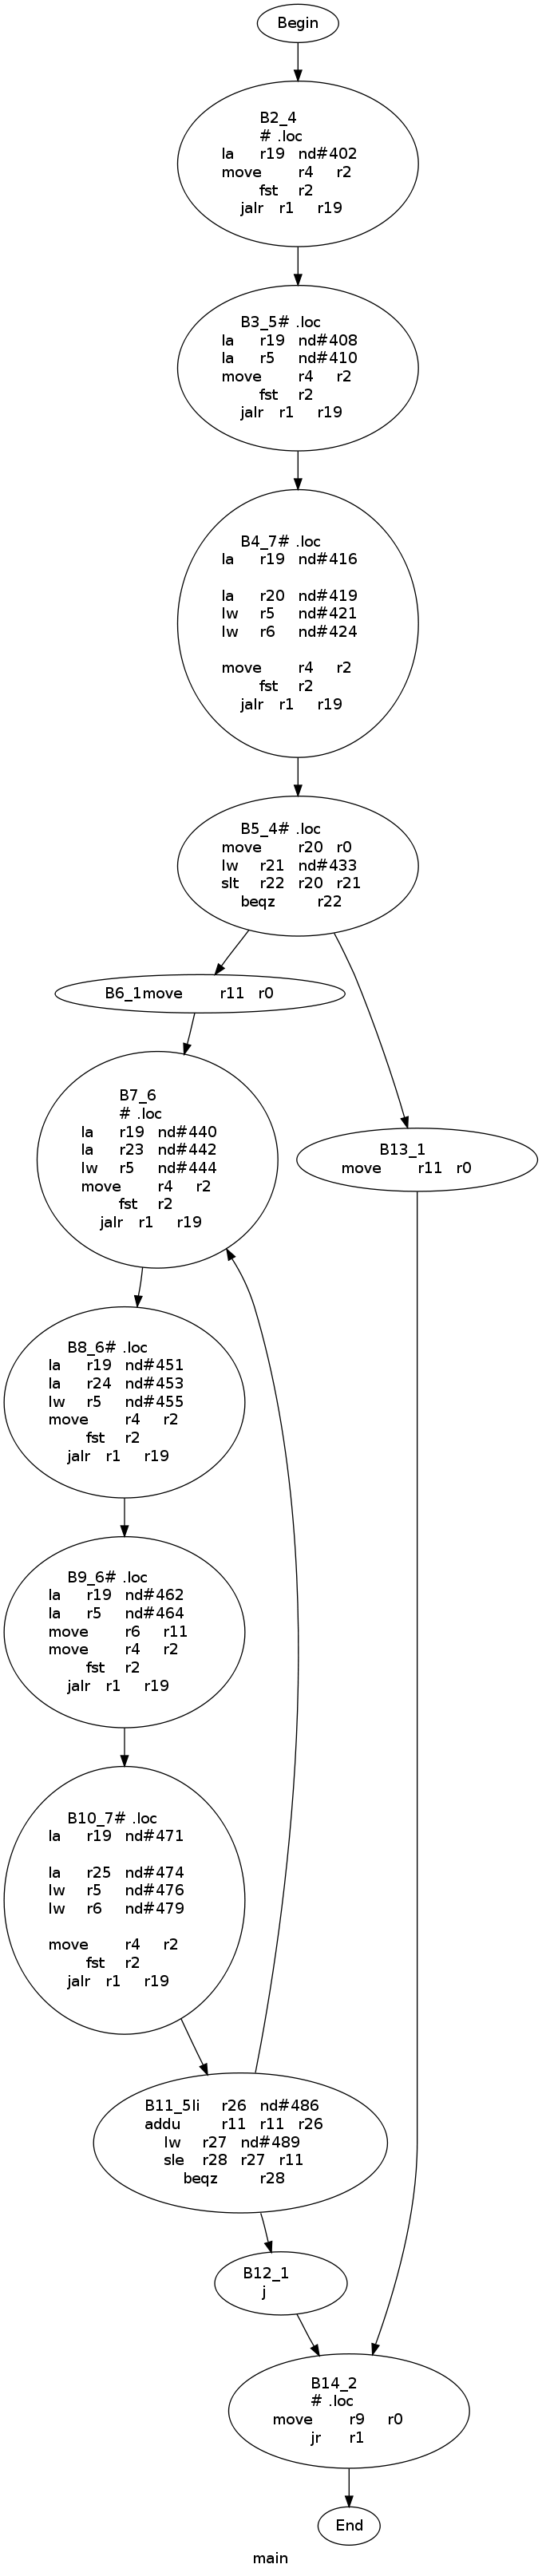 Begin
B2_4
# .loc
la r19 nd#402
move r4 r2
fst r2
jalr r1 r19
B3_5# .loc
la r19 nd#408
la r5 nd#410
move r4 r2
fst r2
jalr r1 r19
B4_7# .loc
la r19 nd#416
la r20 nd#419
lw r5 nd#421
lw r6 nd#424
move r4 r2
fst r2
jalr r1 r19
B5_4# .loc
move r20 r0
lw r21 nd#433
slt r22 r20 r21
beqz r22
B6_1move r11 r0
B7_6
# .loc
la r19 nd#440
la r23 nd#442
lw r5 nd#444
move r4 r2
fst r2
jalr r1 r19
B13_1
move r11 r0
B8_6# .loc
la r19 nd#451
la r24 nd#453
lw r5 nd#455
move r4 r2
fst r2
jalr r1 r19
B9_6# .loc
la r19 nd#462
la r5 nd#464
move r6 r11
move r4 r2
fst r2
jalr r1 r19
B10_7# .loc
la r19 nd#471
la r25 nd#474
lw r5 nd#476
lw r6 nd#479
move r4 r2
fst r2
jalr r1 r19
B11_5li r26 nd#486
addu r11 r11 r26
lw r27 nd#489
sle r28 r27 r11
beqz r28
B12_1
j
B14_2
# .loc
move r9 r0
jr r1
End
main